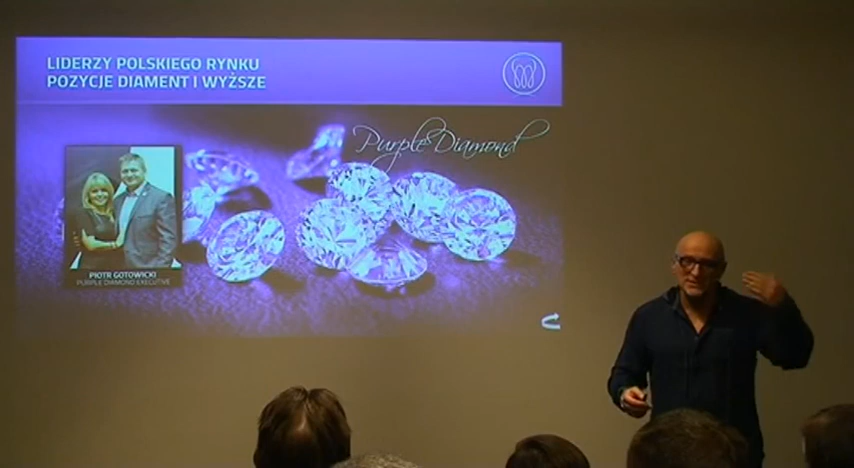 LIDERZY POLSKIEGO RYNKU
POZYCJE DIAMENT I WYŻSZE
Purple Diamond
PIOTR GOTOWICKI
PURPLE DIAMOND EXECUTIVE